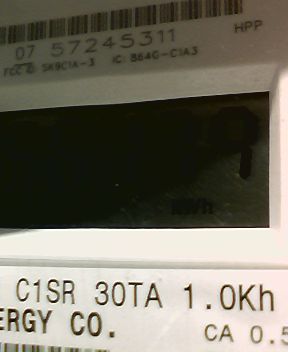 HPP
07 57245311
FCC ID: SK9C1A-3 IC: 864G-C1A3
kWh
C1SR 30TA 1.0Kh
ERGY CO.
CA 0.5